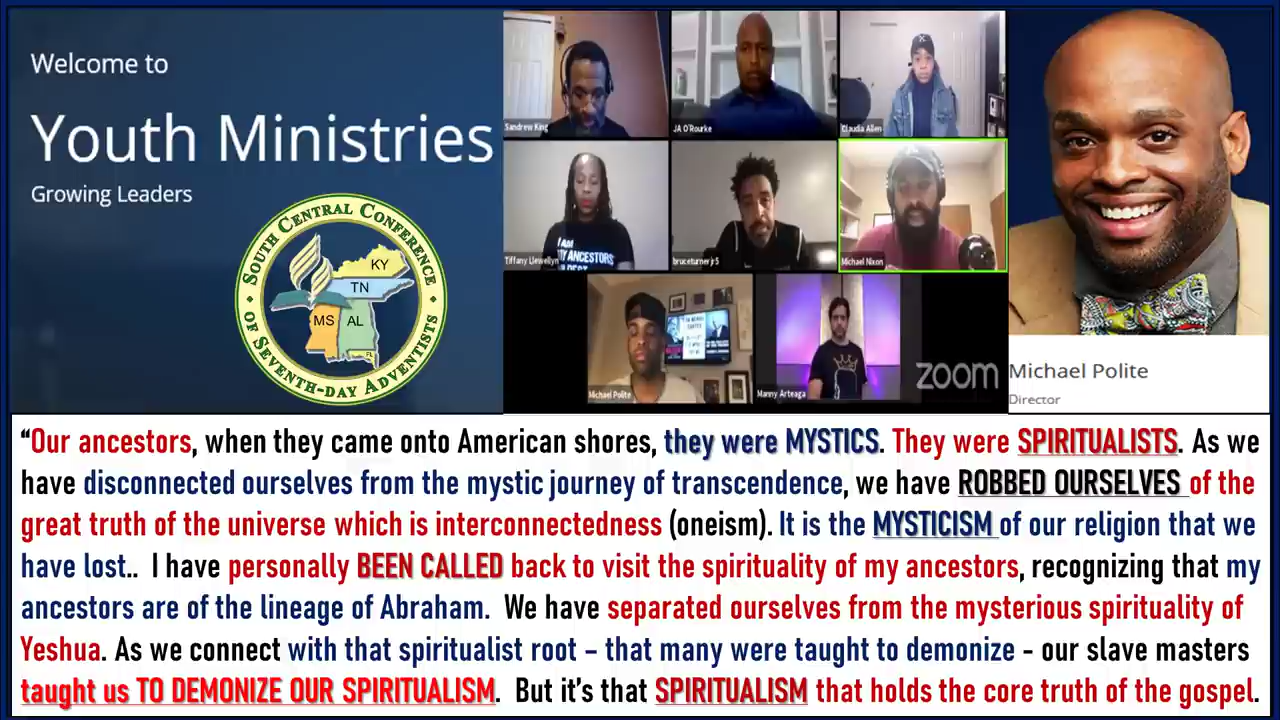 Welcome to
Youth Ministries
Growing Leaders
SOUTH CENTRAL CONFERENCE
OF SEVENTH-DAY ADVENTISTS
KY
TN
MS AL
FL
Sandrew King
JA O'Rourke
Claudia Allen
I AM
ANCESTORS
Tiffany Llewellyn
bruceturnerjr5
Michael Nixon
Michael Polite
Manny Arteaga
zoom
Michael Polite
Director
“Our ancestors, when they came onto American shores, they were MYSTICS. They were SPIRITUALISTS. As we
have disconnected ourselves from the mystic journey of transcendence, we have ROBBED OURSELVES of the
great truth of the universe which is interconnectedness (oneism). It is the MYSTICISM of our religion that we
have lost.. I have personally BEEN CALLED back to visit the spirituality of my ancestors, recognizing that my
ancestors are of the lineage of Abraham. We have separated ourselves from the mysterious spirituality of
Yeshua. As we connect with that spiritualist root – that many were taught to demonize - our slave masters
taught us TO DEMONIZE OUR SPIRITUALISM. But it’s that SPIRITUALISM that holds the core truth of the gospel.